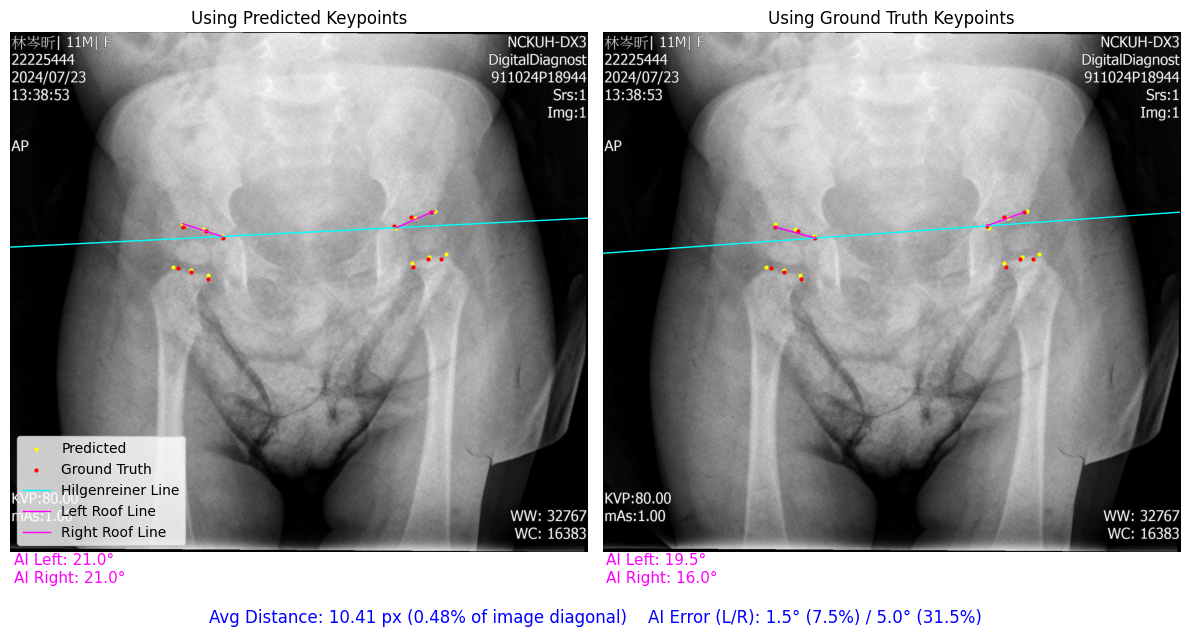 Using Predicted Keypoints
林岑昕| 11M| F
22225444
2024/07/23
13:38:53
AP
NCKUH-DX3
DigitalDiagnost
911024P18944
Srs:1
Img:1
Predicted
Ground Truth
Hilgenreiner Line
Left Roof Line
Right Roof Line
KVP:80.00
mAs:1.00
WW: 32767
WC: 16383
AI Left: 21.0°
AI Right: 21.0°
Using Ground Truth Keypoints
林岑昕| 11M| F
22225444
2024/07/23
13:38:53
AP
NCKUH-DX3
DigitalDiagnost
911024P18944
Srs:1
Img:1
KVP:80.00
mAs:1.00
WW: 32767
WC: 16383
AI Left: 19.5°
AI Right: 16.0°
Avg Distance: 10.41 px (0.48% of image diagonal)    AI Error (L/R): 1.5° (7.5%) / 5.0° (31.5%)